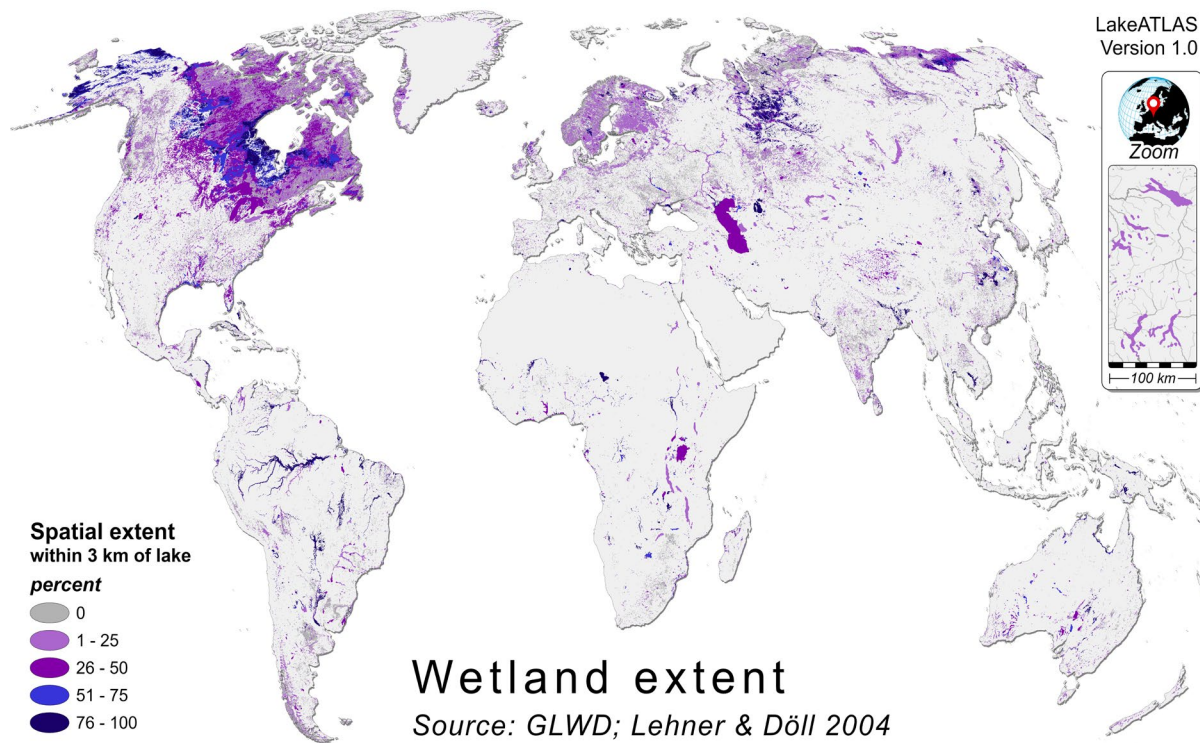 LakeATLAS
Version 1.0
Zoom
100 km
Spatial extent
within 3 km of lake
percent
0
1 - 25
26 - 50
51 - 75
76 - 100
Wetland extent
Source: GLWD; Lehner & Döll 2004